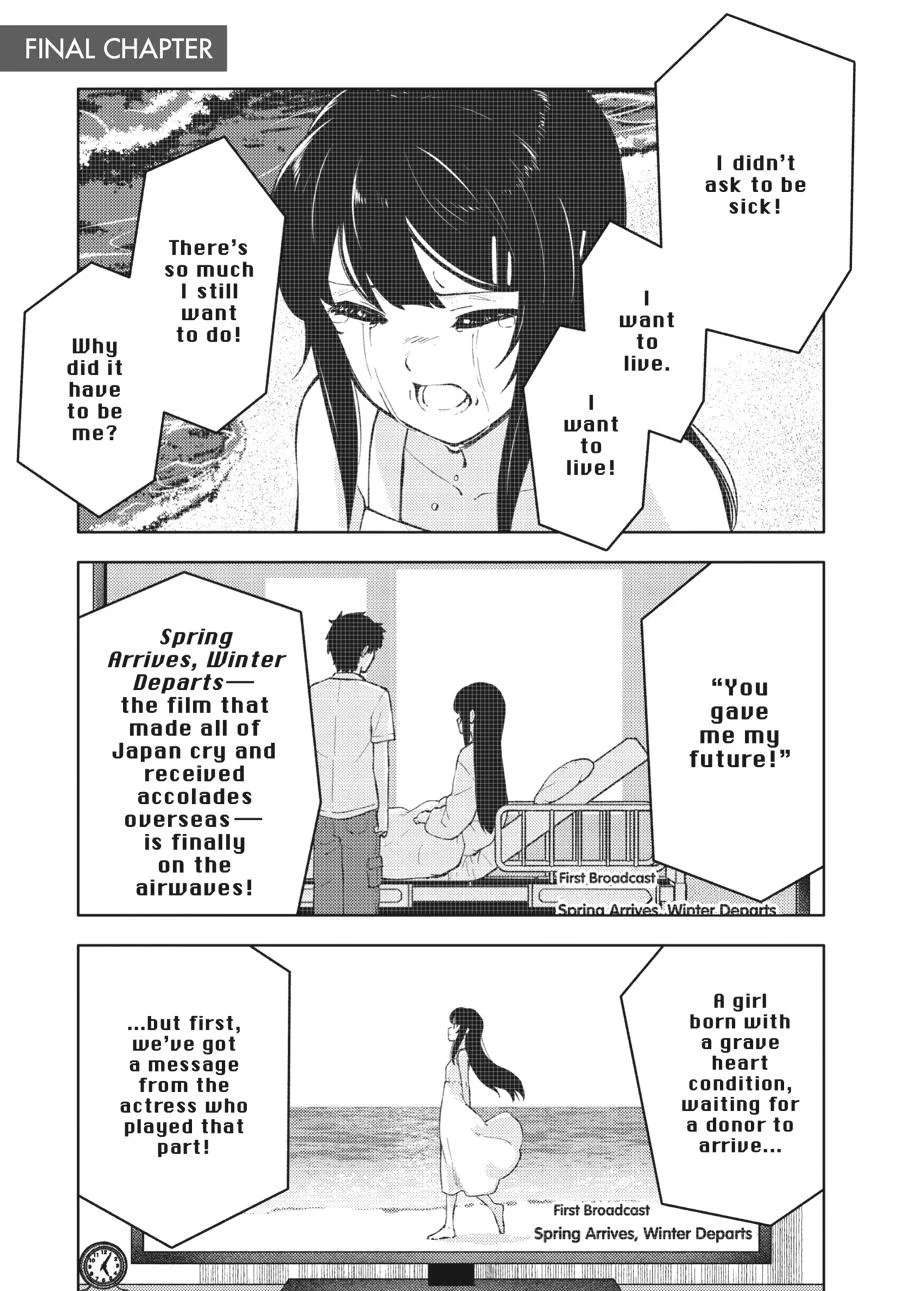 FINAL CHAPTER
I didn't
ask to be
sick!
I
want
to
live.
I
want
to
live!
There's
so much
I still
want
to do!
Why
did it
have
to be
me?
"You
gave
me my
future!"
Spring
Arrives, Winter
Departs—
the film that
made all of
Japan cry and
received
accolades
overseas—
is finally
on the
airwaves!
First Broadcast
Spring Arrives, Winter Departs
A girl
born with
a grave
heart
condition,
waiting for
a donor to
arrive...
...but first,
we've got
a message
from the
actress who
played that
part!
First Broadcast
Spring Arrives, Winter Departs